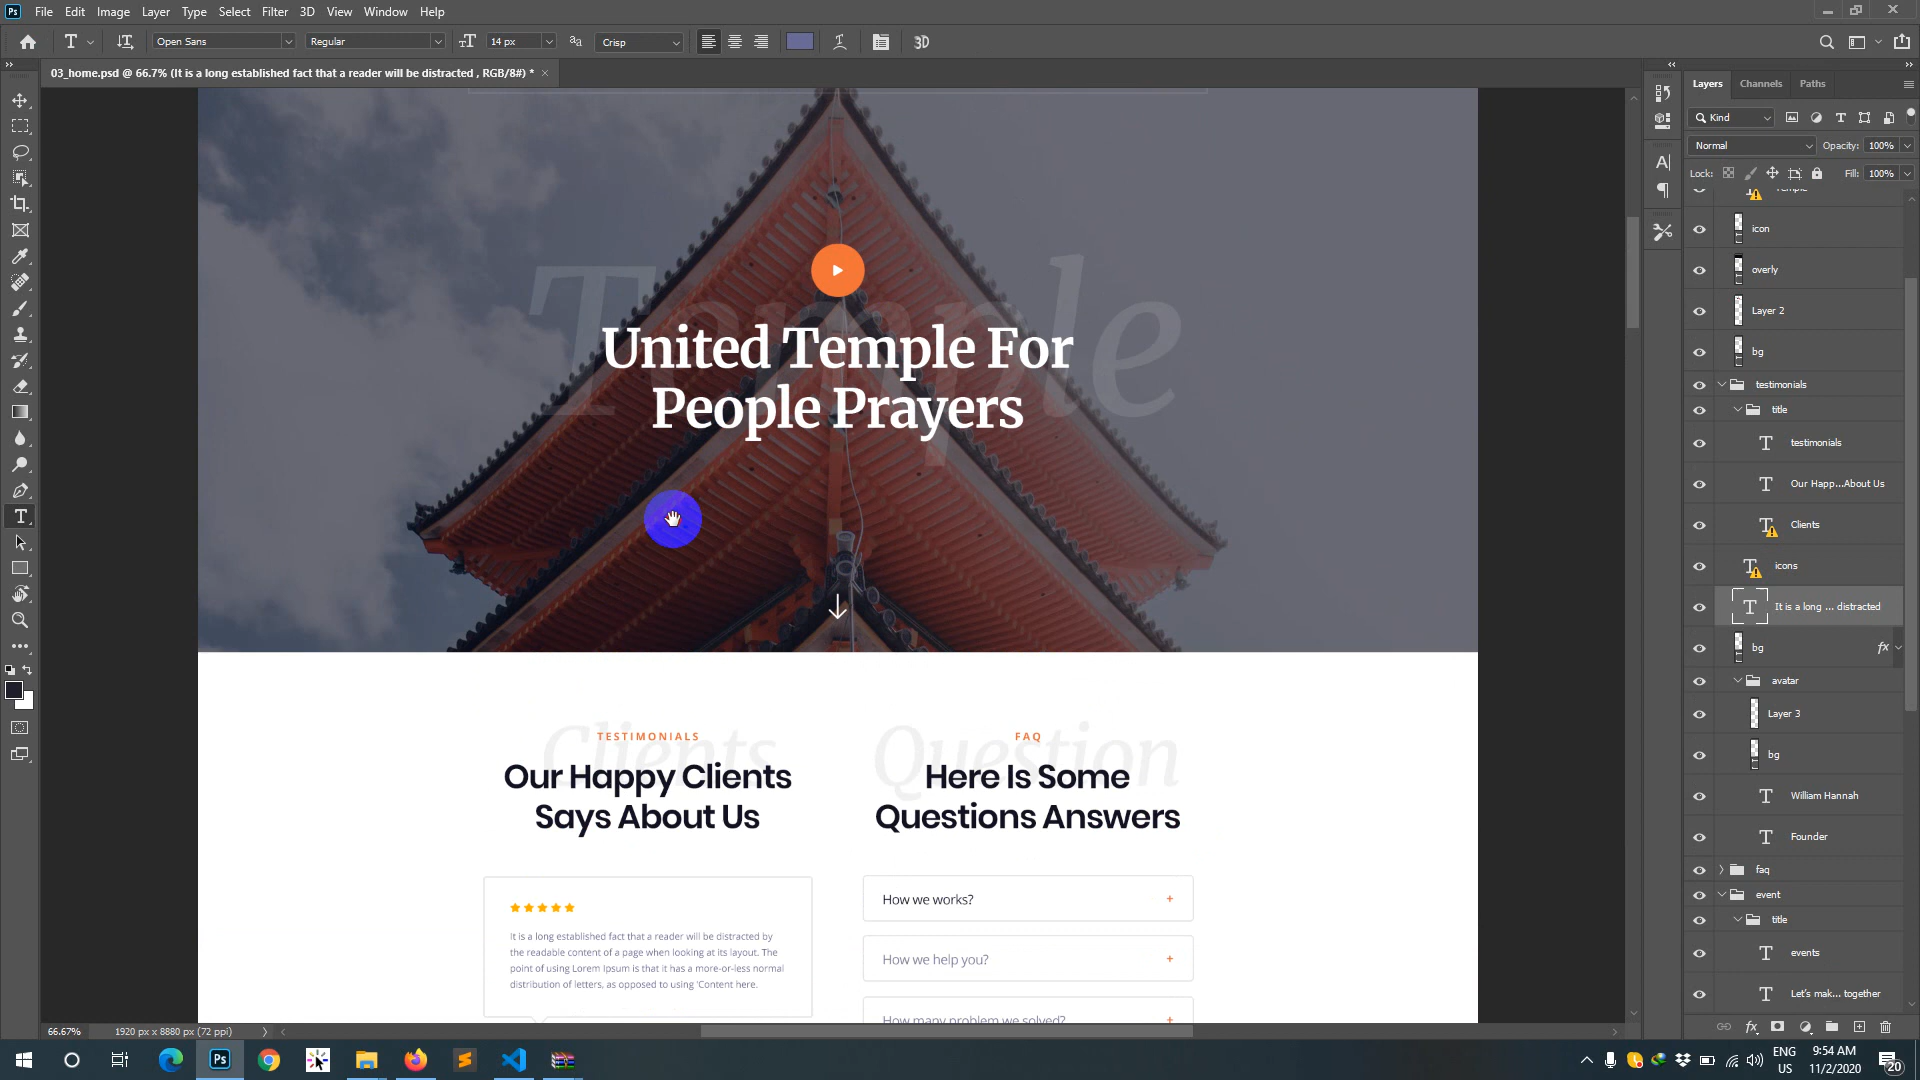 Ps File Edit Image Layer Type Select Filter 3D View Window Help
Open Sans Regular 14 px Crisp 3D
03_home.psd @ 66.7% (It is a long established fact that a reader will be distracted , RGB/8#) * ×
Temple
United Temple For
People Prayers
Clients
TESTIMONIALS
Our Happy Clients
Says About Us
It is a long established fact that a reader will be distracted by
the readable content of a page when looking at its layout. The
point of using Lorem Ipsum is that it has a more-or-less normal
distribution of letters, as opposed to using 'Content here.
Question
FAQ
Here Is Some
Questions Answers
How we works? +
How we help you? +
How many problem we solved? +
Layers Channels Paths
Kind
Normal Opacity: 100%
Lock: Fill: 100%
Temple
icon
overly
Layer 2
bg
testimonials
title
testimonials
Our Happ...About Us
Clients
icons
It is a long ... distracted
bg fx
avatar
Layer 3
bg
William Hannah
Founder
faq
event
title
events
Let's mak... together
66.67% 1920 px x 8880 px (72 ppi)
Ps
ENG
US
9:54 AM
11/2/2020
20